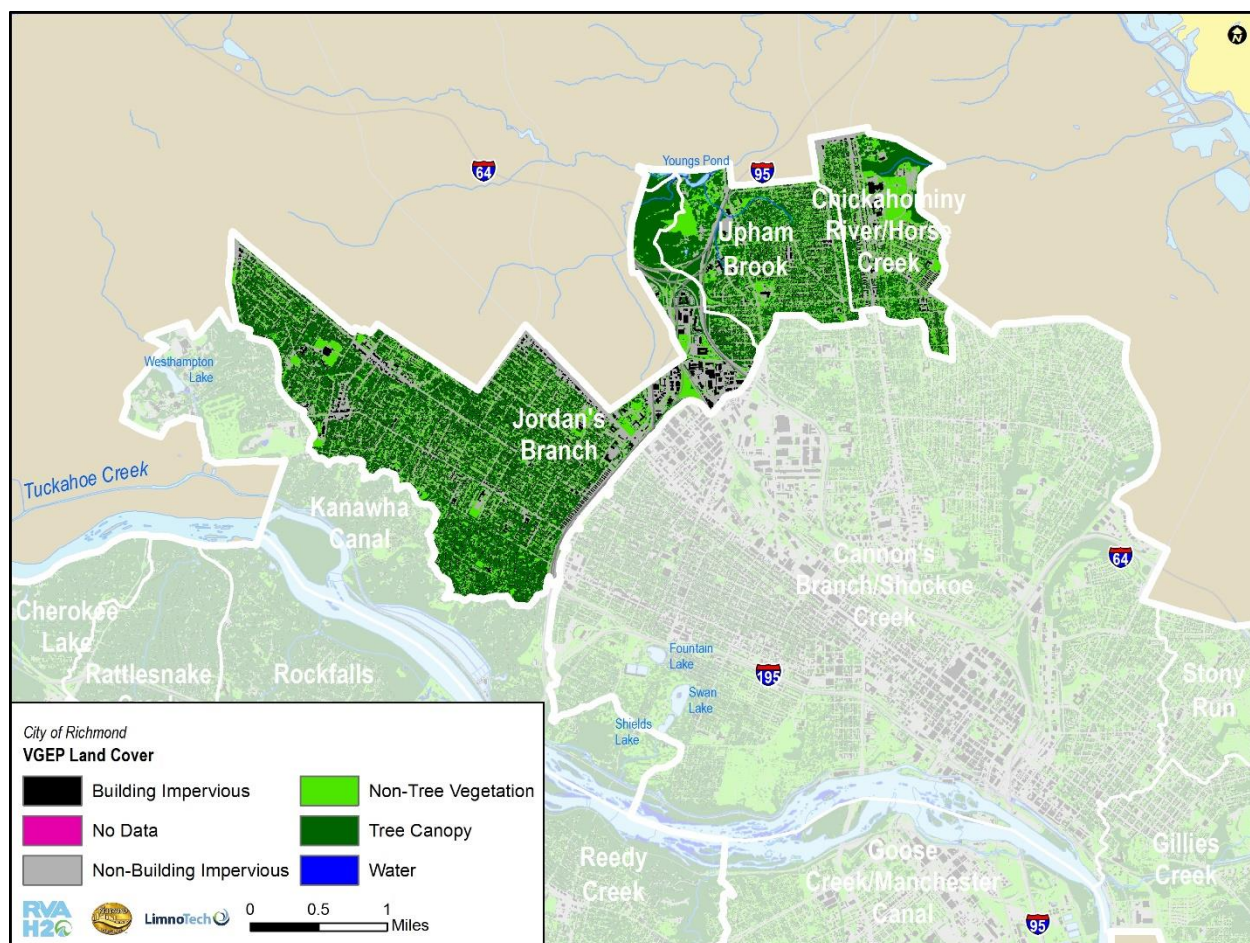 N
64
Youngs Pond
95
Chickahominy
River/Horse
Creek
Upham
Brook
Westhampton
Lake
Jordan's
Branch
Tuckahoe Creek
Kanawha
Canal
Cannon's
Branch/Shockoe
Creek
64
Cherokee
Lake
Rattlesnake
Rockfalls
Fountain
Lake
195
Swan
Lake
Shields
Lake
Stony
Run
Reedy
Creek
Goose
Creek/Manchester
Canal
Gillies
Creek
95
City of Richmond
VGEP Land Cover
Building Impervious
No Data
Non-Building Impervious
Non-Tree Vegetation
Tree Canopy
Water
RVA
H2O
LimnoTech
0 0.5 1
Miles